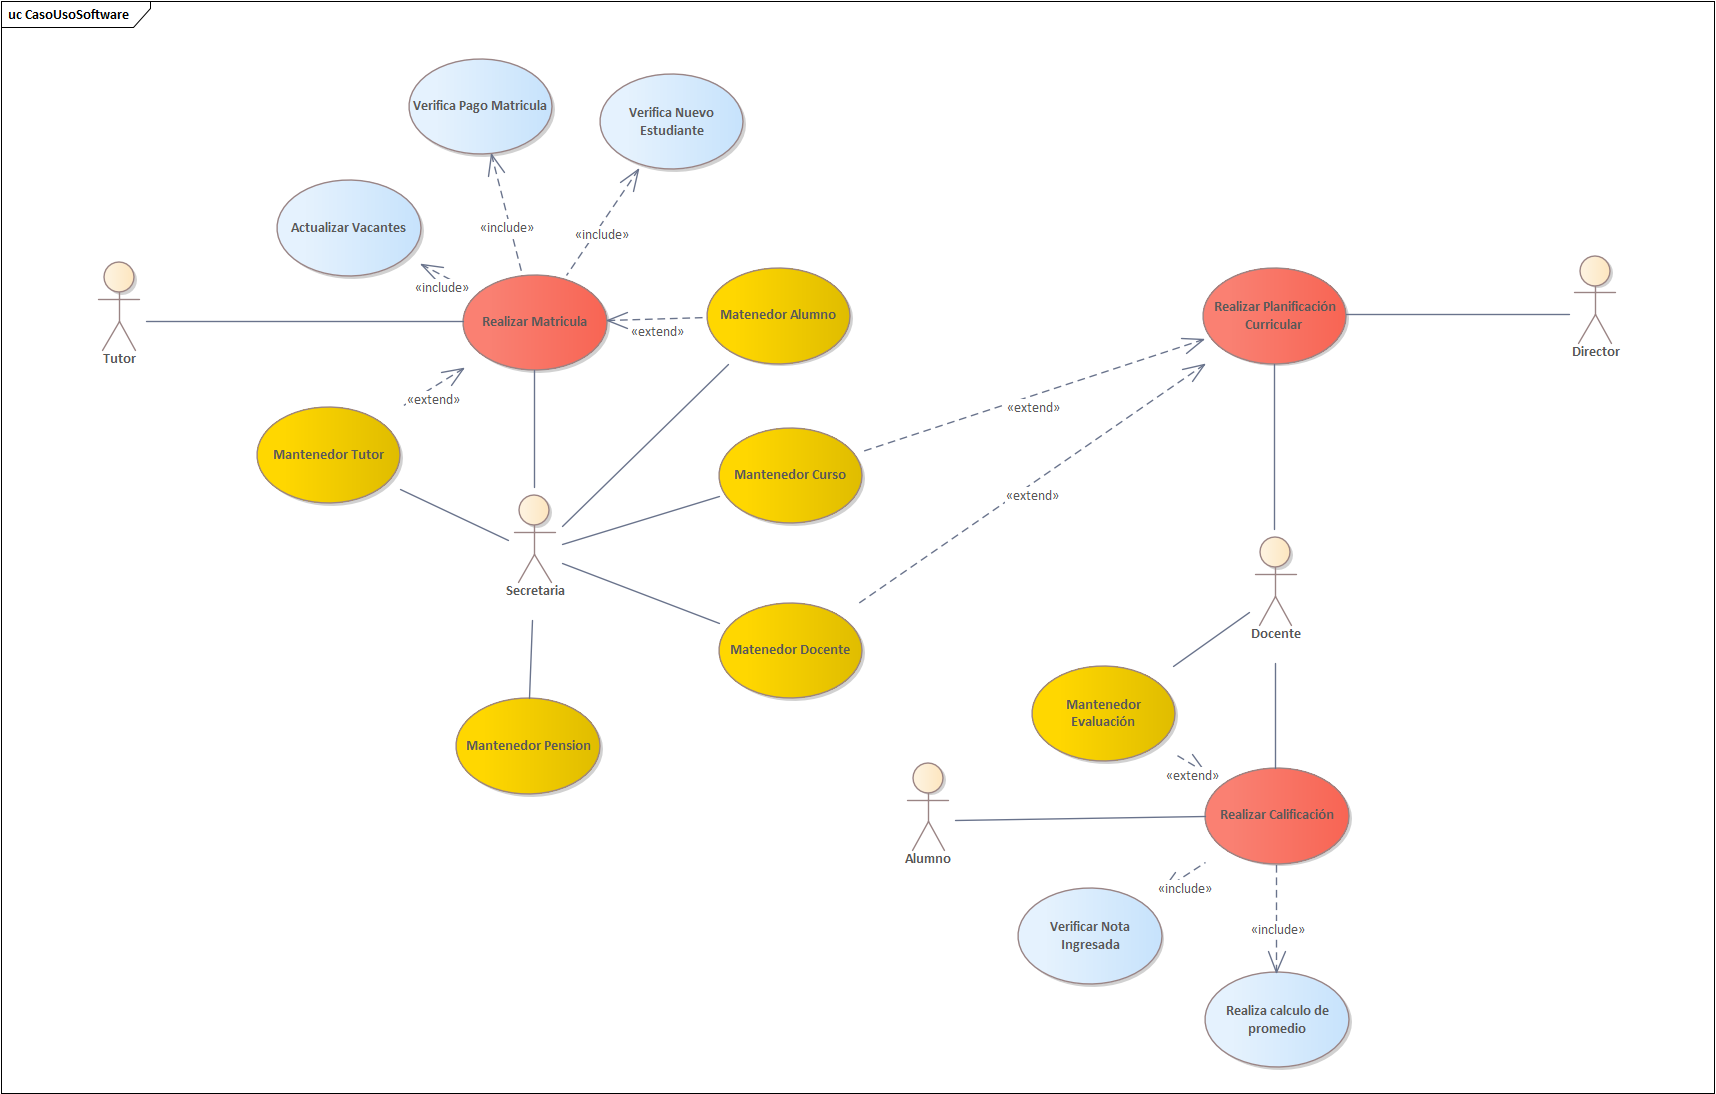 uc CasoUsoSoftware
Verifica Pago Matricula
Verifica Nuevo
Estudiante
Actualizar Vacantes
«include»
«include»
«include»
Tutor
Realizar Matricula
«extend»
Matenedor Alumno
Realizar Planificación
Curricular
Director
«extend»
Mantenedor Tutor
Mantenedor Curso
«extend»
«extend»
Secretaria
Matenedor Docente
Docente
Mantenedor Pension
Mantenedor
Evaluación
«extend»
Alumno
Realizar Calificación
«include»
Verificar Nota
Ingresada
«include»
Realiza calculo de
promedio